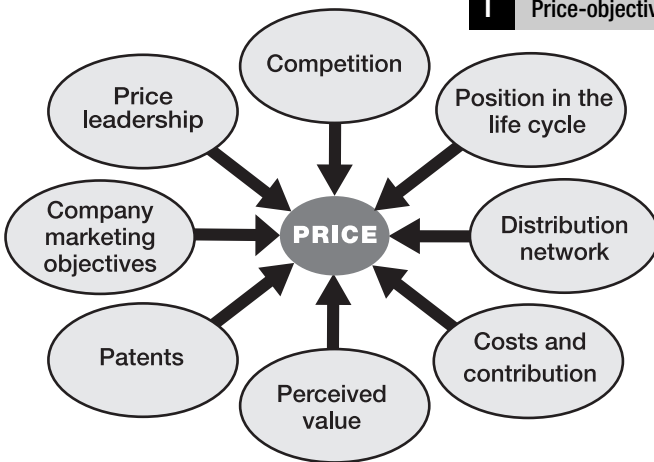 Price-objectiv
Competition
Price
leadership
Position in the
life cycle
Company
marketing
objectives
PRICE
Distribution
network
Patents
Perceived
value
Costs and
contribution